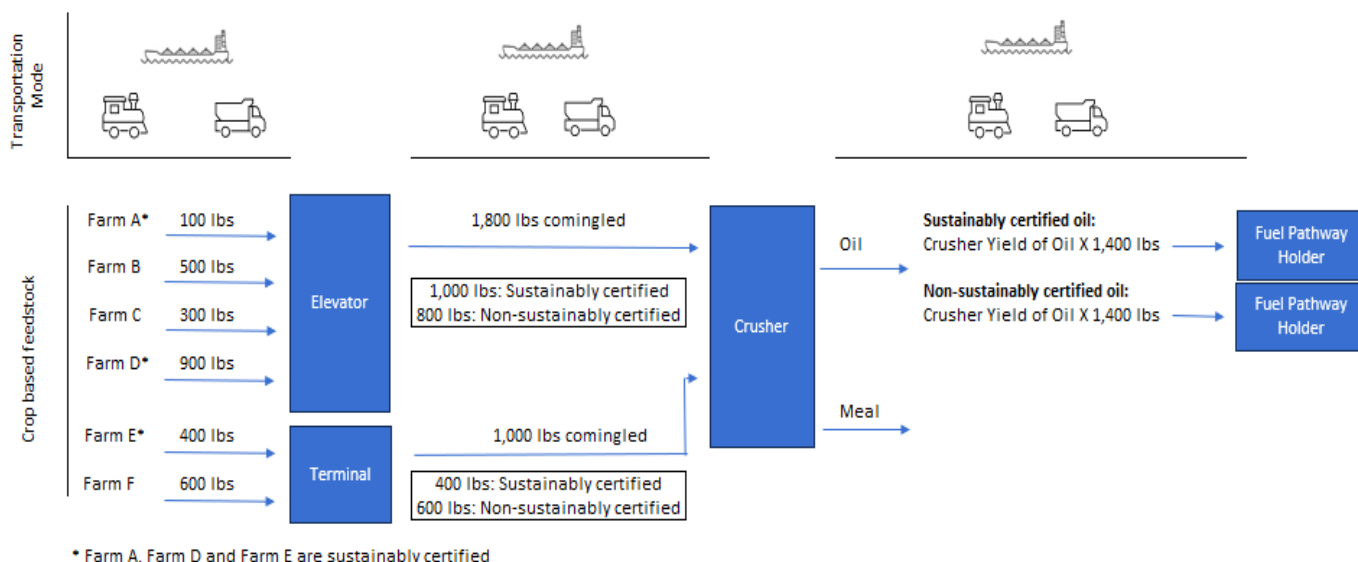 Transportation
Mode
Crop based feedstock
Farm A* 100 lbs
Farm B 500 lbs
Farm C 300 lbs
Farm D* 900 lbs
Farm E* 400 lbs
Farm F 600 lbs
Elevator
Terminal
1,800 lbs comingled
1,000 lbs: Sustainably certified
800 lbs: Non-sustainably certified
1,000 lbs comingled
400 lbs: Sustainably certified
600 lbs: Non-sustainably certified
Crusher
Oil
Meal
Sustainably certified oil:
Crusher Yield of Oil X 1,400 lbs
Non-sustainably certified oil:
Crusher Yield of Oil X 1,400 lbs
Fuel Pathway
Holder
Fuel Pathway
Holder
* Farm A, Farm D and Farm E are sustainably certified